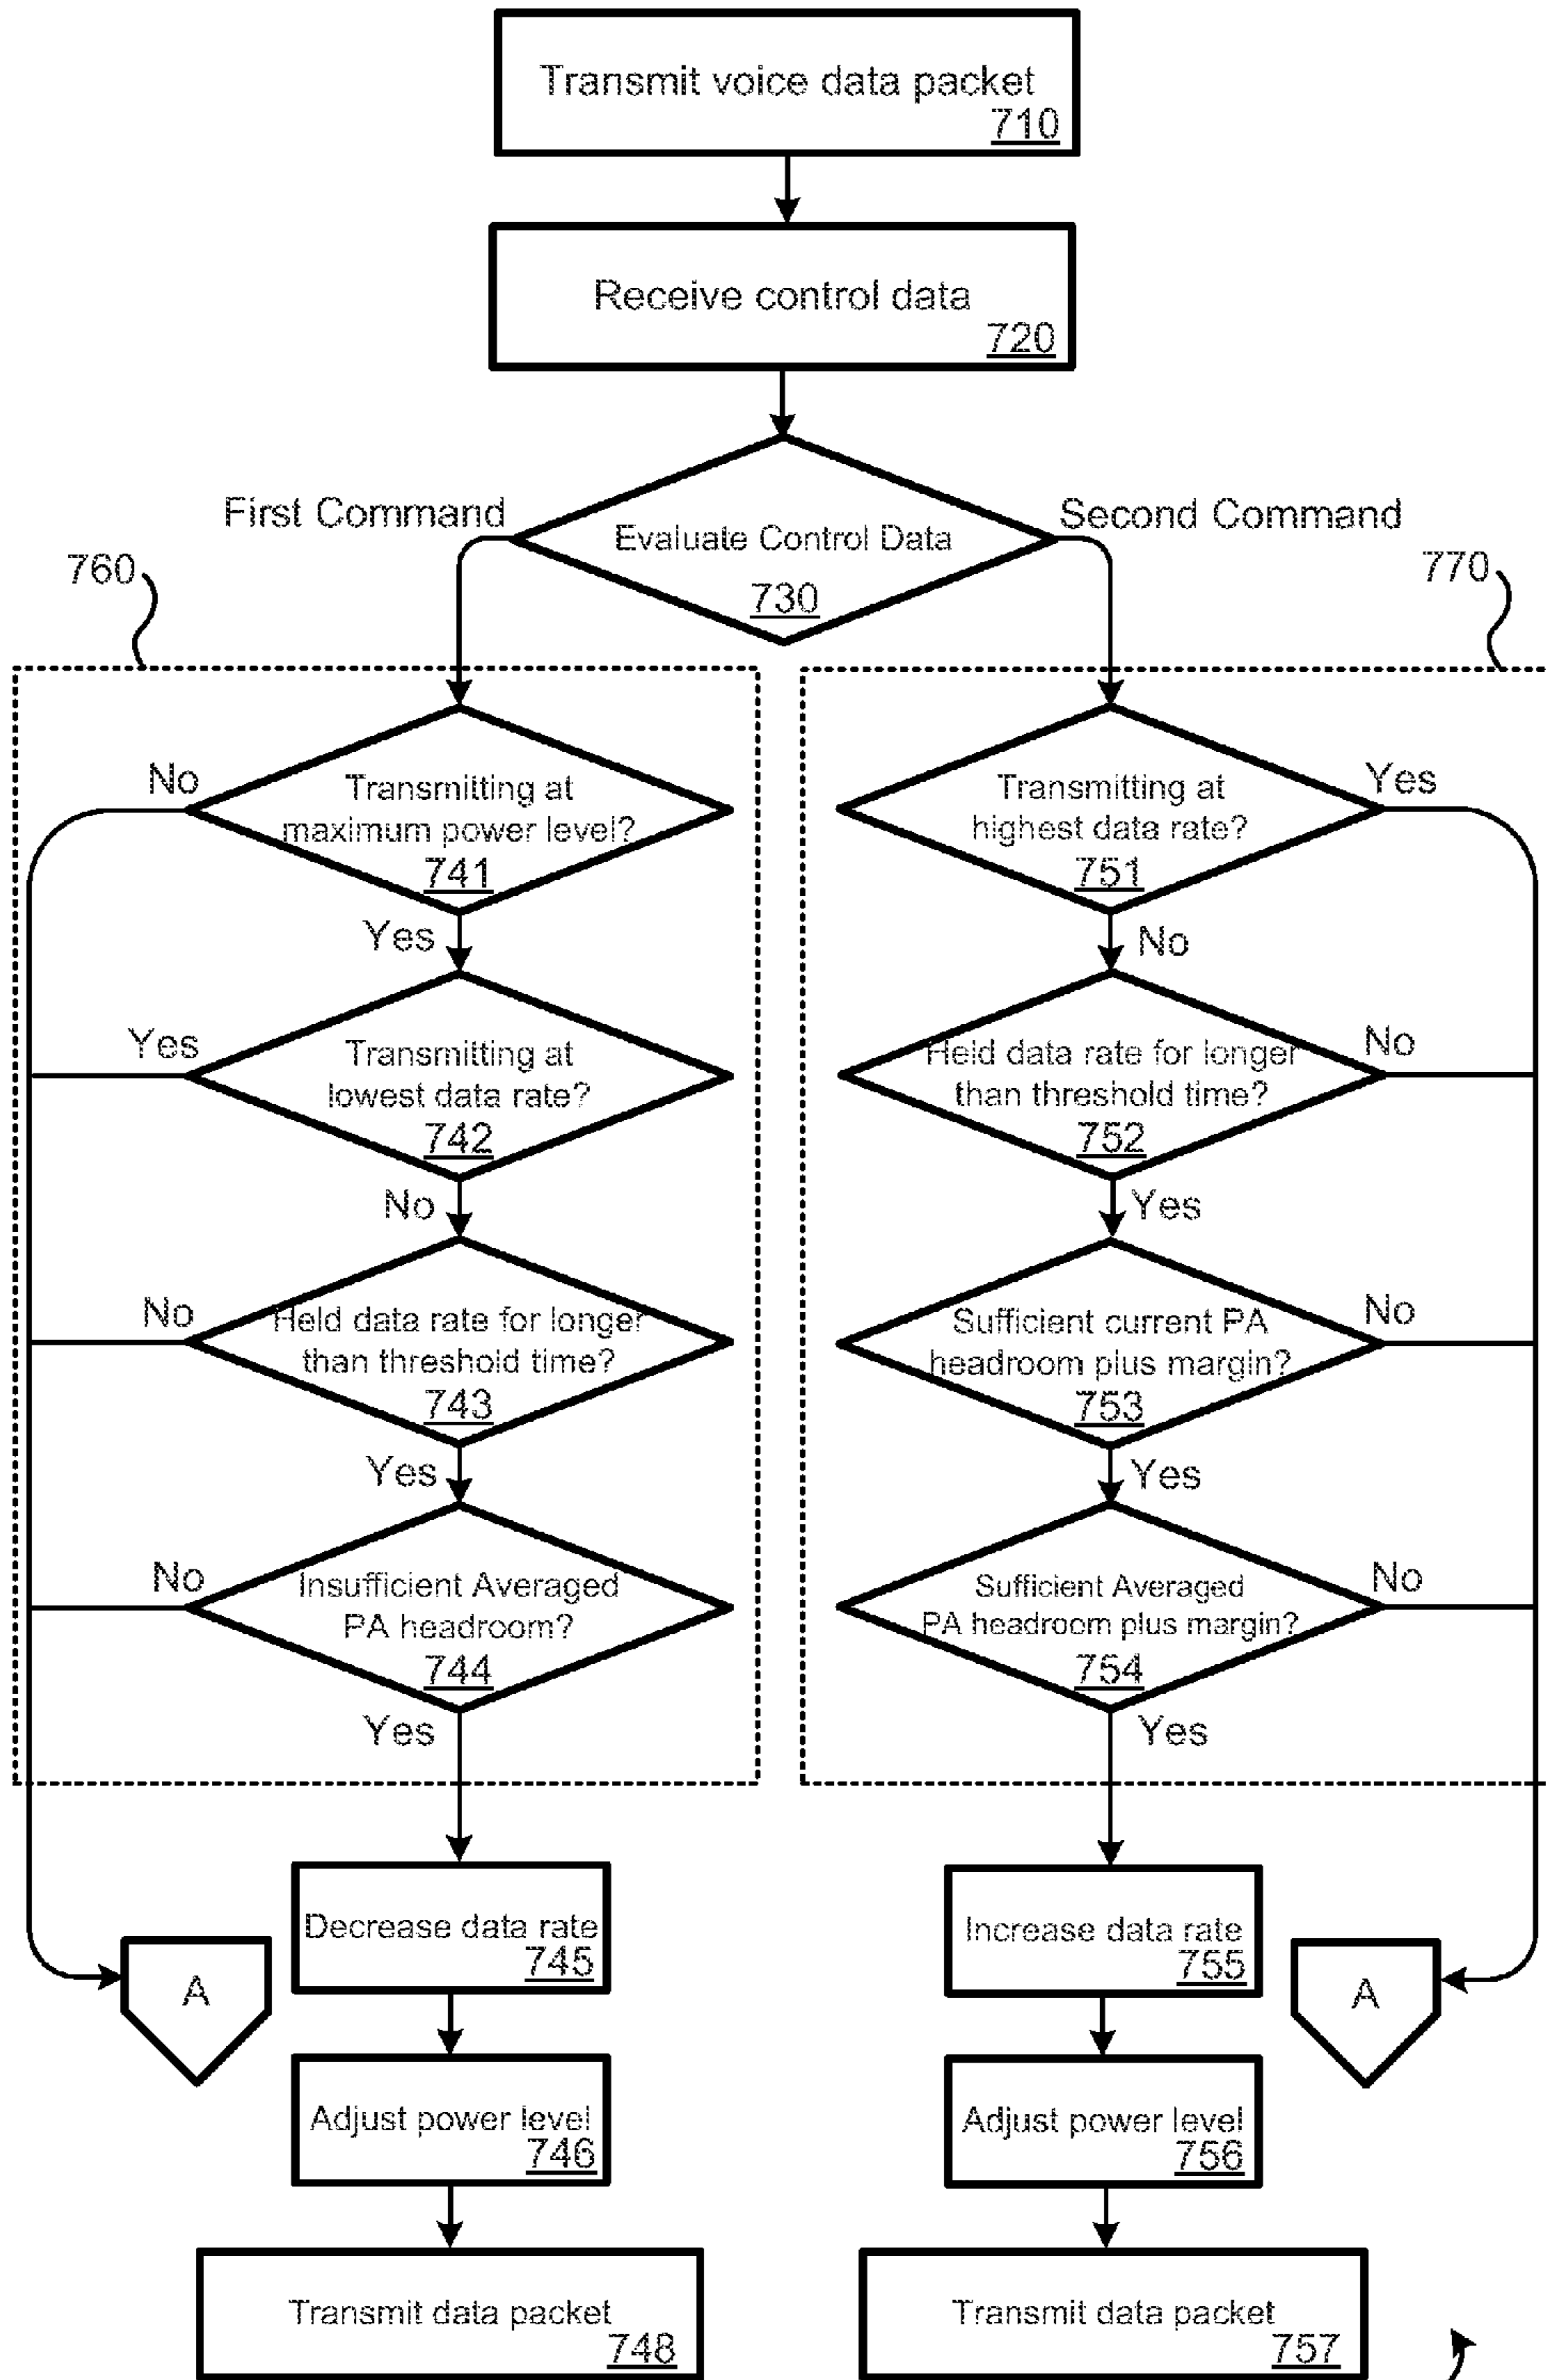 Transmit voice data packet
710
Receive control data
720
First Command
Second Command
Evaluate Control Data
730
760
770
No
Transmitting at
maximum power level?
741
Yes
Yes
Transmitting at
lowest data rate?
742
No
No
Held data rate for longer
than threshold time?
743
Yes
No
Insufficient Averaged
PA headroom?
744
Yes
Transmitting at
highest data rate?
751
Yes
No
Held data rate for longer
than threshold time?
752
No
Yes
Sufficient current PA
headroom plus margin?
753
No
Yes
Sufficient Averaged
PA headroom plus margin?
754
No
Yes
A
Decrease data rate
745
Adjust power level
746
Transmit data packet
748
Increase data rate
755
A
Adjust power level
756
Transmit data packet
757